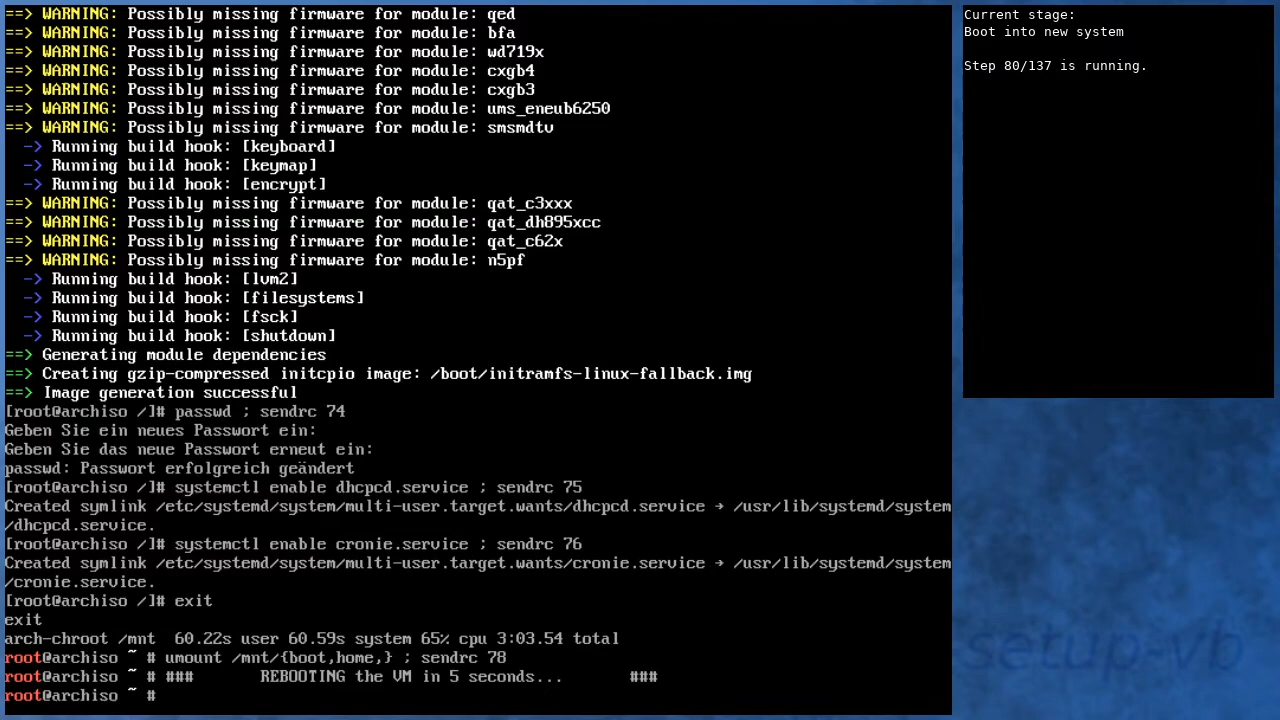 ==> WARNING: Possibly missing firmware for module: qed
==> WARNING: Possibly missing firmware for module: bfa
==> WARNING: Possibly missing firmware for module: wd719x
==> WARNING: Possibly missing firmware for module: cxgb4
==> WARNING: Possibly missing firmware for module: cxgb3
==> WARNING: Possibly missing firmware for module: ums_eneub6250
==> WARNING: Possibly missing firmware for module: smsmdtv
  -> Running build hook: [keyboard]
  -> Running build hook: [keymap]
  -> Running build hook: [encrypt]
==> WARNING: Possibly missing firmware for module: qat_c3xxx
==> WARNING: Possibly missing firmware for module: qat_dh895xcc
==> WARNING: Possibly missing firmware for module: qat_c62x
==> WARNING: Possibly missing firmware for module: n5pf
  -> Running build hook: [lvm2]
  -> Running build hook: [filesystems]
  -> Running build hook: [fsck]
  -> Running build hook: [shutdown]
==> Generating module dependencies
==> Creating gzip-compressed initcpio image: /boot/initramfs-linux-fallback.img
==> Image generation successful
[root@archiso /]# passwd ; sendrc 74
Geben Sie ein neues Passwort ein:
Geben Sie das neue Passwort erneut ein:
passwd: Passwort erfolgreich geändert
[root@archiso /]# systemctl enable dhcpcd.service ; sendrc 75
Created symlink /etc/systemd/system/multi-user.target.wants/dhcpcd.service → /usr/lib/systemd/system
/dhcpcd.service.
[root@archiso /]# systemctl enable cronie.service ; sendrc 76
Created symlink /etc/systemd/system/multi-user.target.wants/cronie.service → /usr/lib/systemd/system
/cronie.service.
[root@archiso /]# exit
exit
arch-chroot /mnt  60.22s user 60.59s system 65% cpu 3:03.54 total
root@archiso ~ # umount /mnt/{boot,home,} ; sendrc 78
root@archiso ~ # ###       REBOOTING the VM in 5 seconds...       ###
root@archiso ~ #
Current stage:
Boot into new system
Step 80/137 is running.
setup-vb